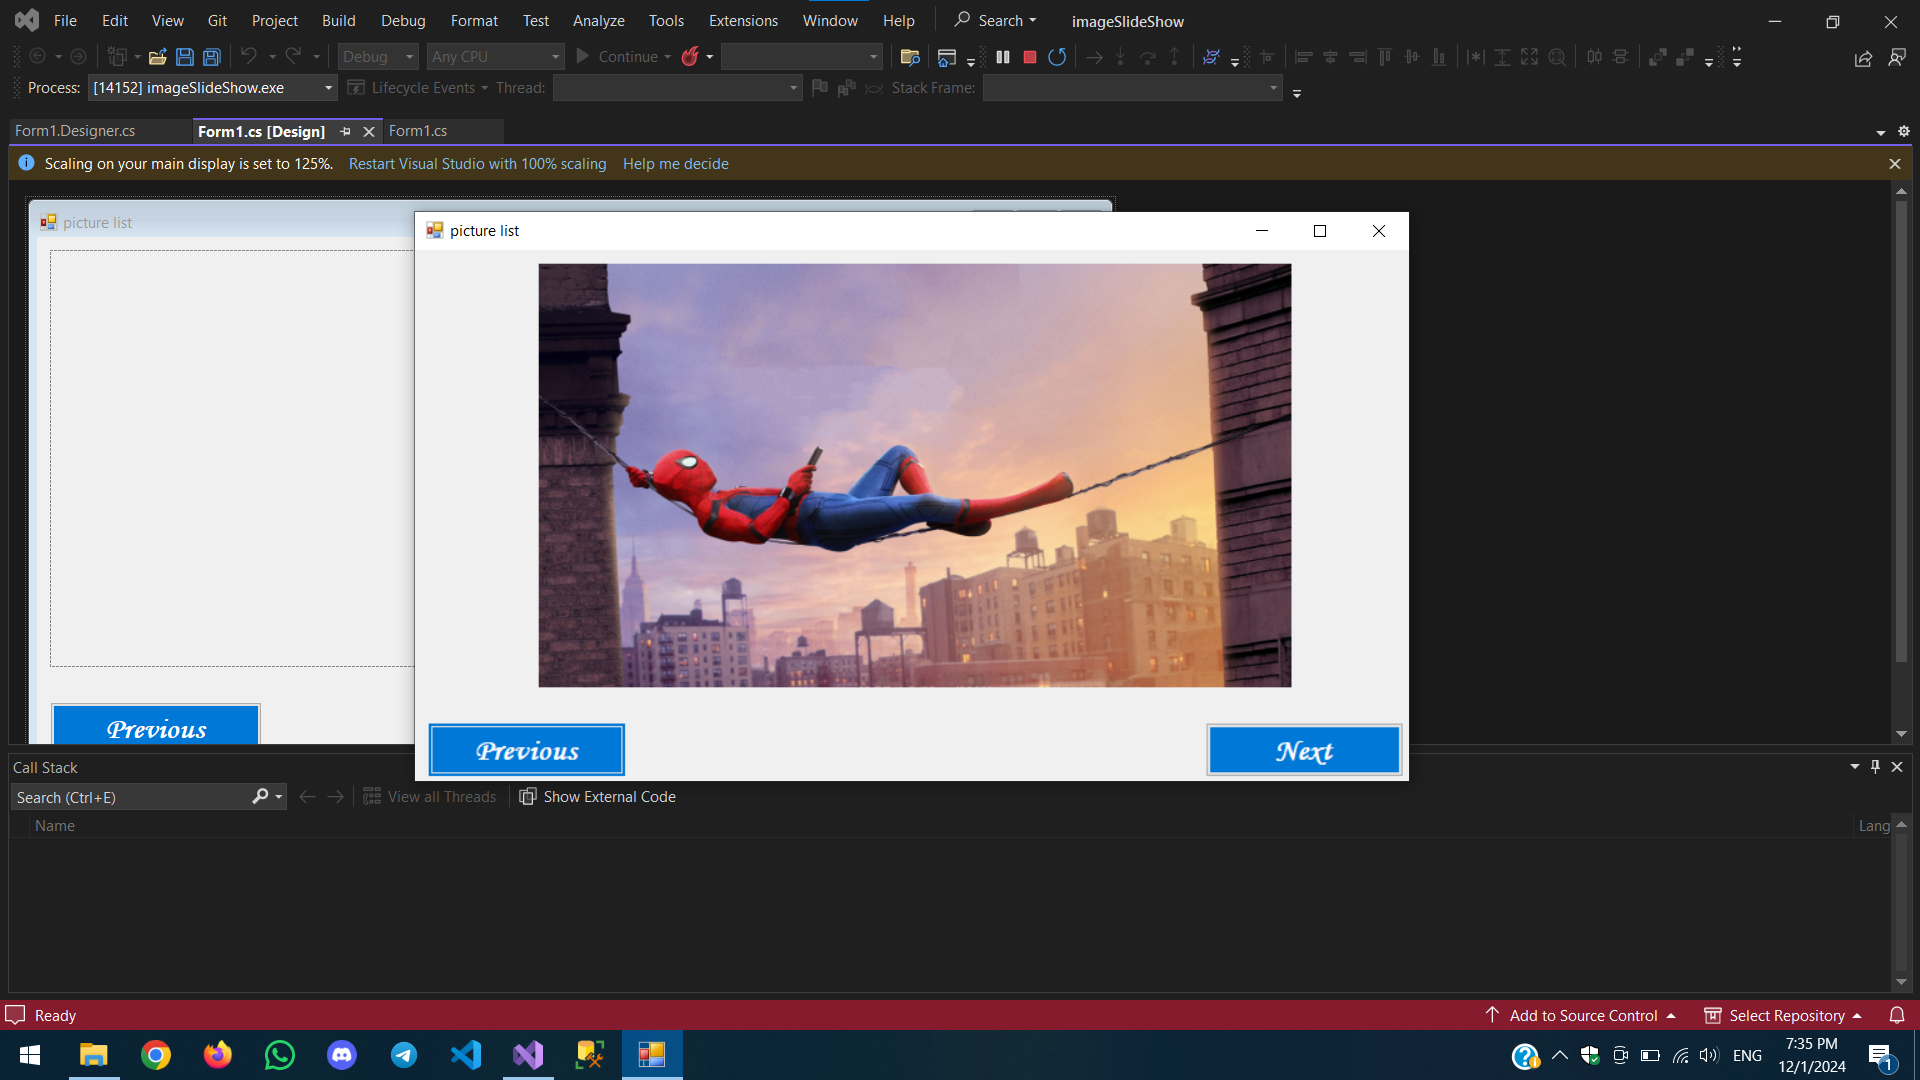 File Edit View Git Project Build Debug Format Test Analyze Tools Extensions Window Help Search imageSlideShow
Debug Any CPU Continue
Process: [14152] imageSlideShow.exe Lifecycle Events Thread: Stack Frame:
Form1.Designer.cs Form1.cs [Design] Form1.cs
Scaling on your main display is set to 125%. Restart Visual Studio with 100% scaling Help me decide
picture list
picture list
Previous
Previous Next
Call Stack
Search (Ctrl+E) View all Threads Show External Code
Name Lang
Ready Add to Source Control Select Repository
ENG 7:35 PM
12/1/2024
1